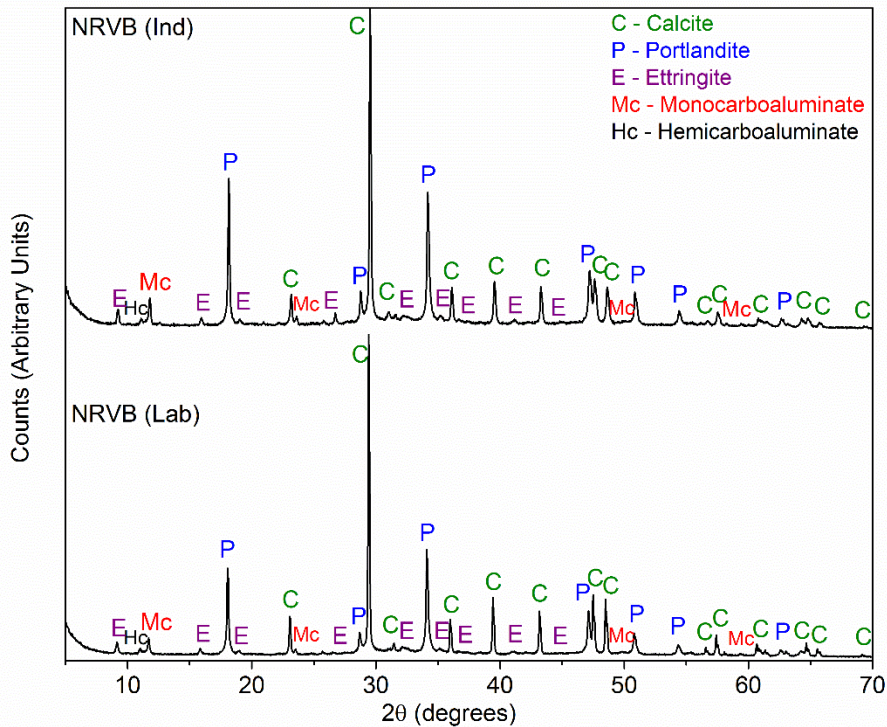 NRVB (Ind)
C - Calcite
P - Portlandite
E - Ettringite
Mc - Monocarboaluminate
Hc - Hemicarboaluminate
C
P
P
E
Hc
Mc
E
E
C
Mc
E
P
C
E
E
C
E
C
E
C
E
P
C
C
Mc
P
P
C
C
Mc
C
P
C
C
C
NRVB (Lab)
C
P
P
E
Hc
Mc
E
E
C
Mc
E
P
C
E
E
C
E
C
E
C
E
P
C
C
Mc
P
P
C
C
Mc
C
P
C
C
C
Counts (Arbitrary Units)
10 20 30 40 50 60 70
2θ (degrees)